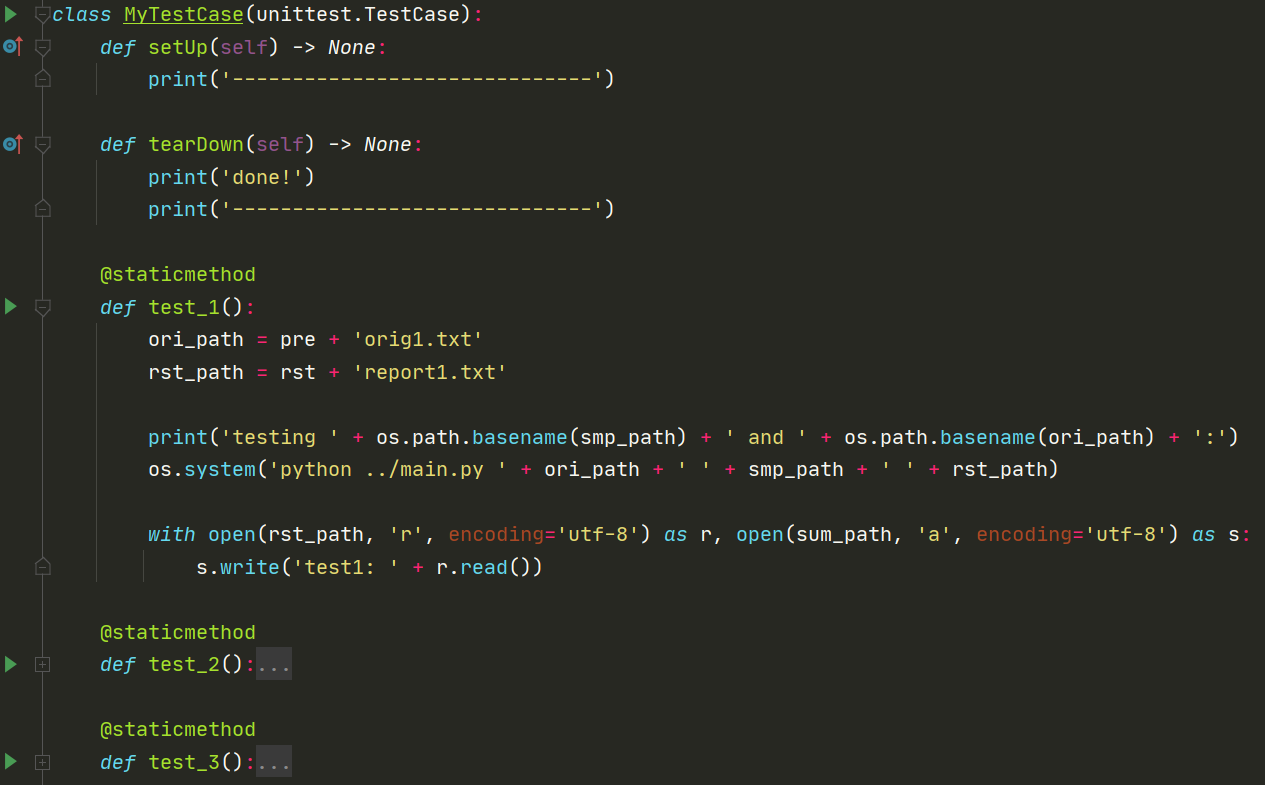 class MyTestCase(unittest.TestCase):
    def setUp(self) -> None:
        print('------------------------------')
    def tearDown(self) -> None:
        print('done!')
        print('------------------------------')
    @staticmethod
    def test_1():
        ori_path = pre + 'orig1.txt'
        rst_path = rst + 'report1.txt'
        print('testing ' + os.path.basename(smp_path) + ' and ' + os.path.basename(ori_path) + ':')
        os.system('python ../main.py ' + ori_path + ' ' + smp_path + ' ' + rst_path)
        with open(rst_path, 'r', encoding='utf-8') as r, open(sum_path, 'a', encoding='utf-8') as s:
            s.write('test1: ' + r.read())
    @staticmethod
    def test_2():...
    @staticmethod
    def test_3():...